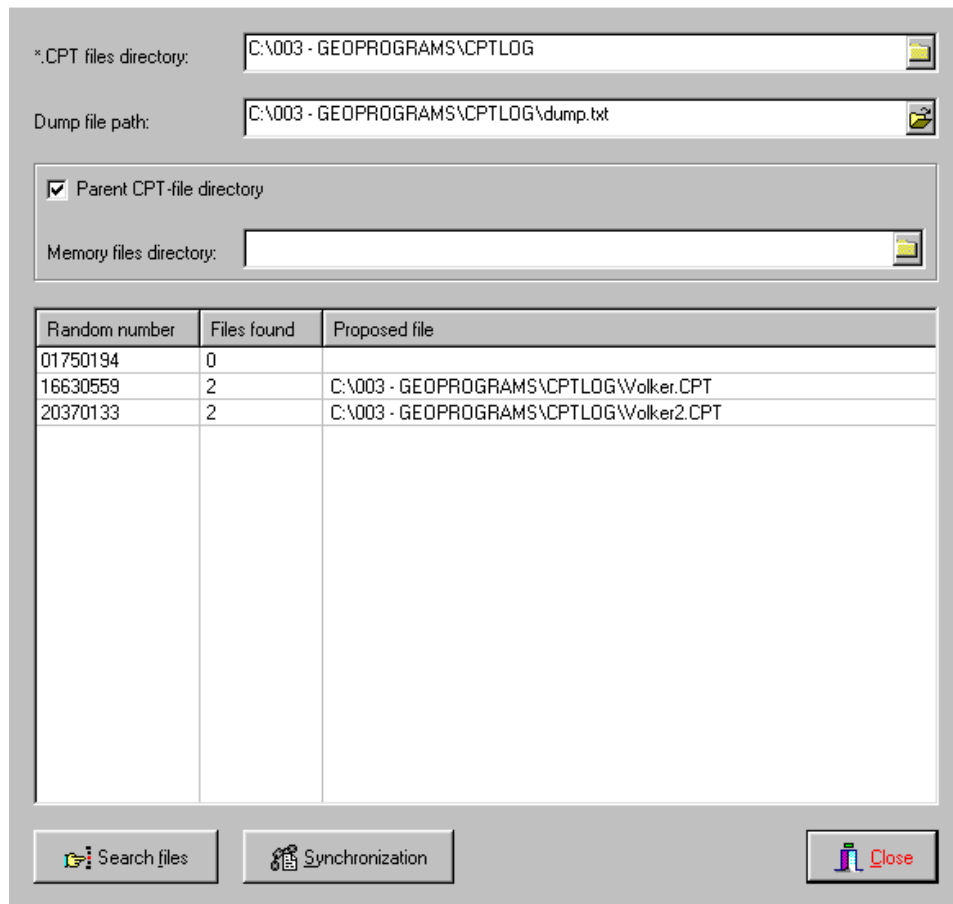 *.CPT files directory: C:\003 - GEOPROGRAMS\CPTLOG
Dump file path: C:\003 - GEOPROGRAMS\CPTLOG\dump.txt
Parent CPT-file directory
Memory files directory:
Random number Files found Proposed file
01750194 0
16630559 2 C:\003 - GEOPROGRAMS\CPTLOG\Volker.CPT
20370133 2 C:\003 - GEOPROGRAMS\CPTLOG\Volker2.CPT
Search files Synchronization Close